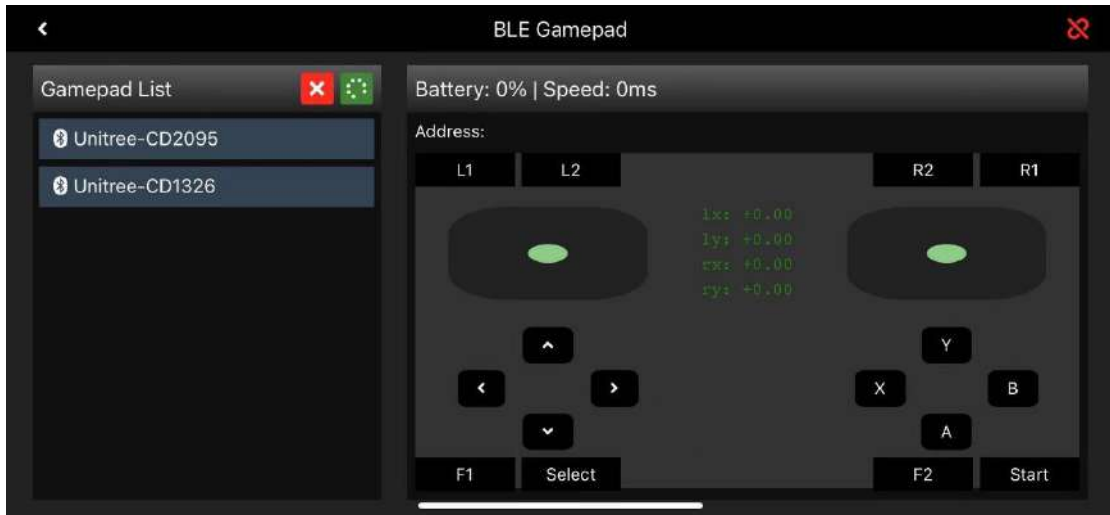 BLE Gamepad
Gamepad List
Unitree-CD2095
Unitree-CD1326
Battery: 0% | Speed: 0ms
Address:
L1 L2 R2 R1
lx: +0.00
ly: +0.00
rx: +0.00
ry: +0.00
Y
X B
A
F1 Select F2 Start